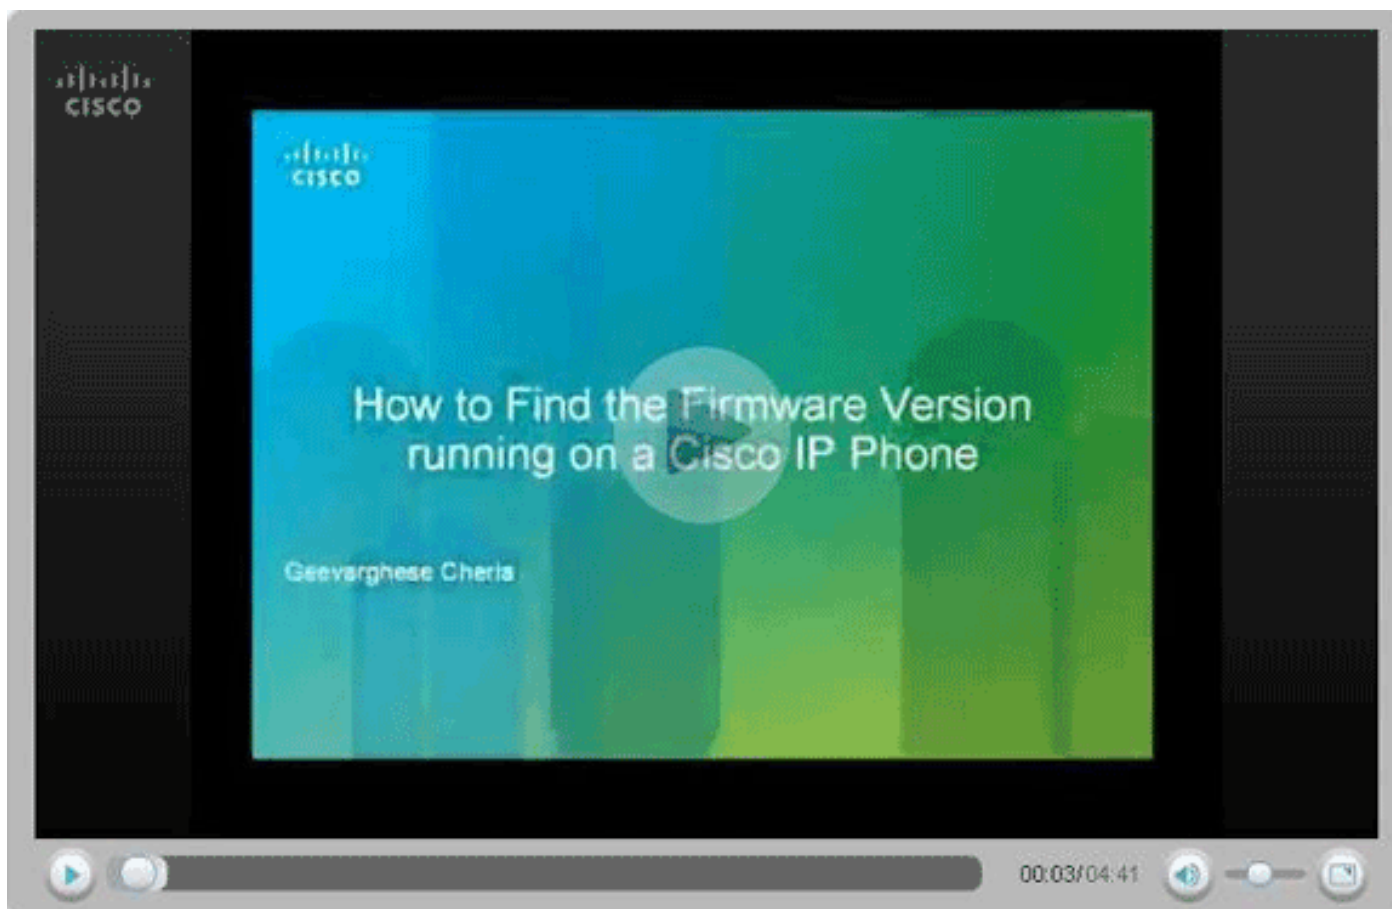 CISCO
CISCO
How to Find the Firmware Version
running on a Cisco IP Phone
Geevarghese Cheria
00:03/04:41